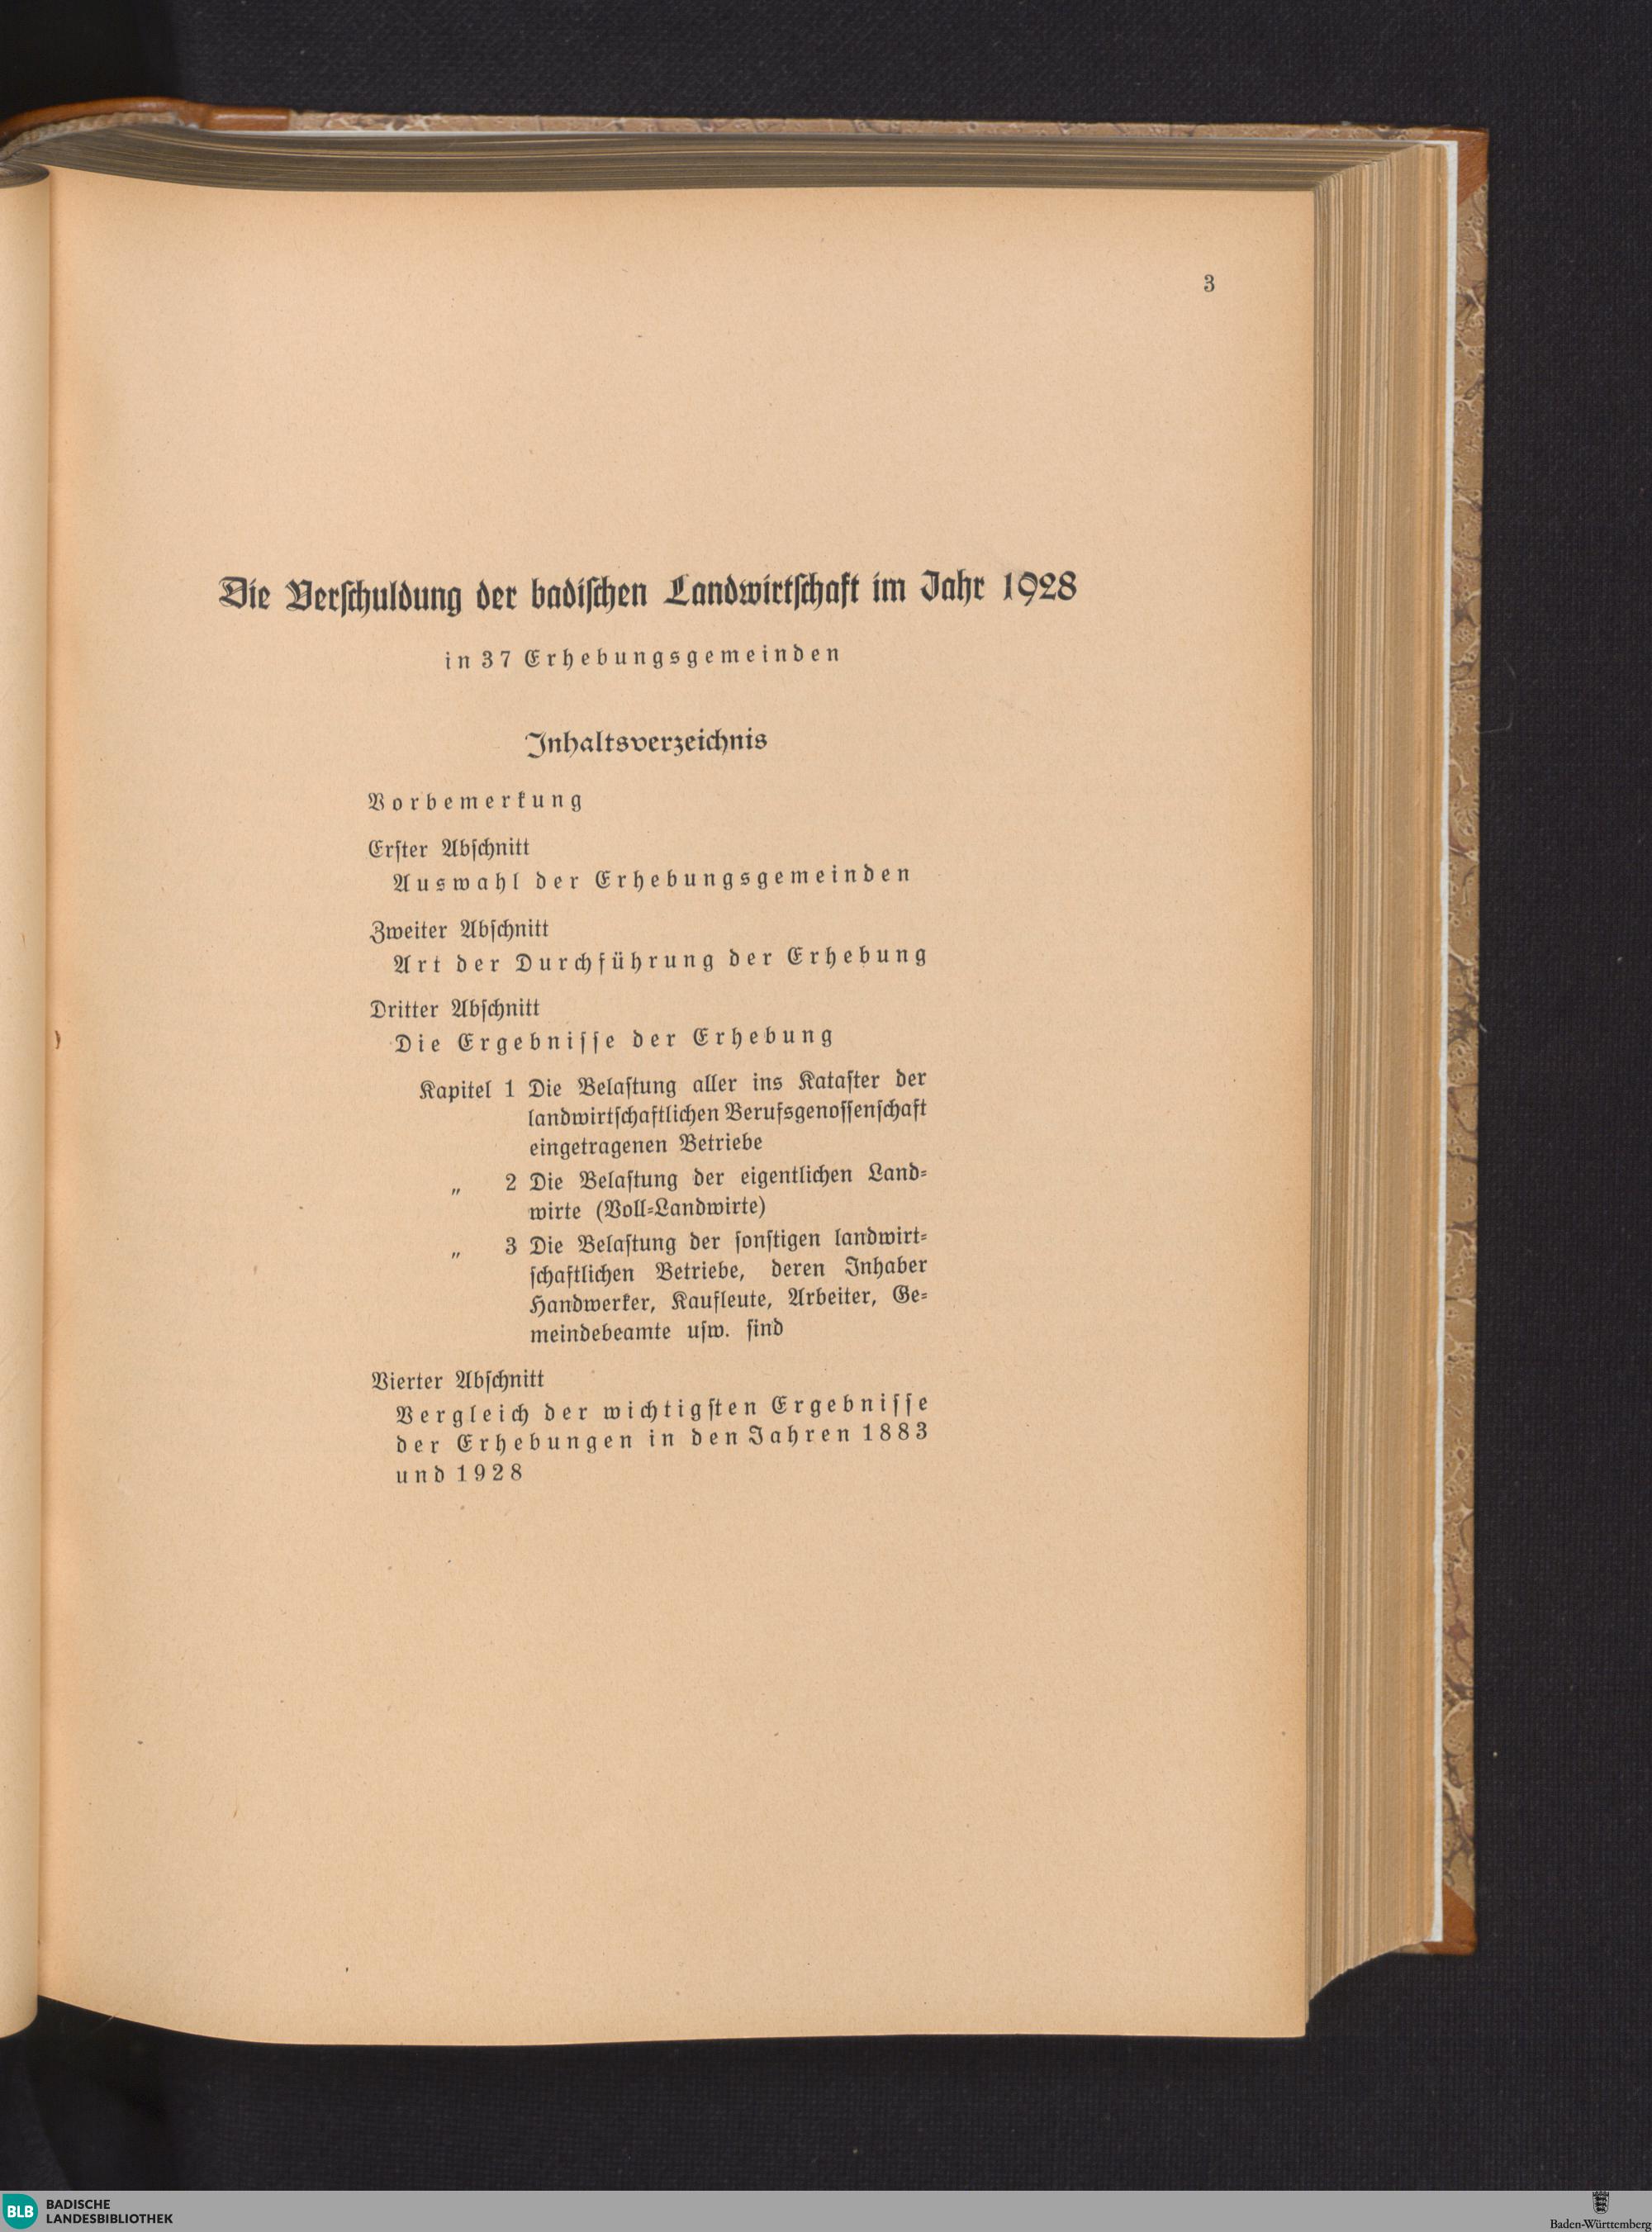 3
Die Verschuldung der badischen Landwirtschaft im Jahr 1928
in 37 Erhebungsgemeinden
Inhaltsverzeichnis
Vorbemerkung
Erster Abschnitt
Auswahl der Erhebungsgemeinden
Zweiter Abschnitt
Art der Durchführung der Erhebung
Dritter Abschnitt
Die Ergebnisse der Erhebung
Kapitel 1 Die Belastung aller ins Kataster der
landwirtschaftlichen Berufsgenossenschaft
eingetragenen Betriebe
„ 2 Die Belastung der eigentlichen Land-
wirte (Voll-Landwirte)
„ 3 Die Belastung der sonstigen landwirt-
schaftlichen Betriebe, deren Inhaber
Handwerker, Kaufleute, Arbeiter, Ge-
meindebeamte usw. sind
Vierter Abschnitt
Vergleich der wichtigsten Ergebnisse
der Erhebungen in den Jahren 1883
und 1928
BLB BADISCHE
LANDESBIBLIOTHEK
Baden-Württemberg